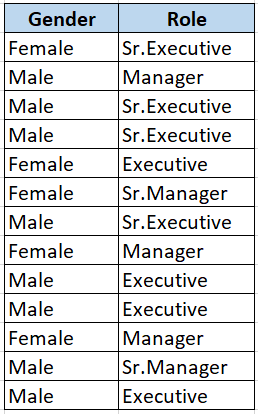 Gender Role
Female Sr.Executive
Male Manager
Male Sr.Executive
Male Sr.Executive
Female Executive
Female Sr.Manager
Male Sr.Executive
Female Manager
Male Executive
Male Executive
Female Manager
Male Sr.Manager
Male Executive